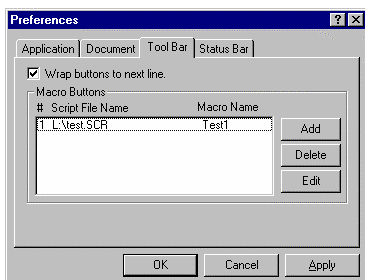 Preferences
Application Document Tool Bar Status Bar
Wrap buttons to next line.
Macro Buttons
# Script File Name Macro Name
1 L:\test.SCR Test1
Add
Delete
Edit
OK Cancel Apply